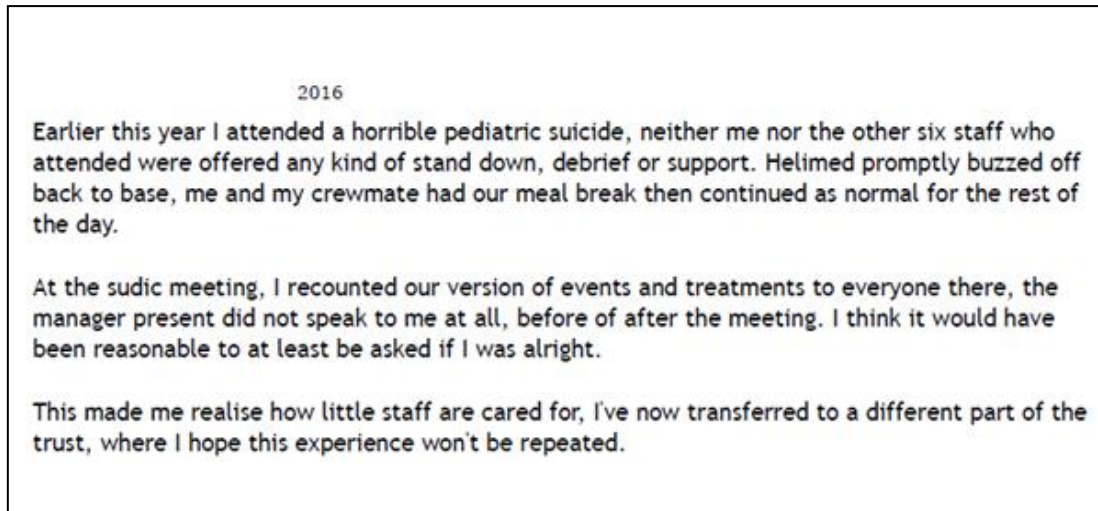 2016
Earlier this year I attended a horrible pediatric suicide, neither me nor the other six staff who
attended were offered any kind of stand down, debrief or support. Helimed promptly buzzed off
back to base, me and my crewmate had our meal break then continued as normal for the rest of
the day.
At the sudic meeting, I recounted our version of events and treatments to everyone there, the
manager present did not speak to me at all, before of after the meeting. I think it would have
been reasonable to at least be asked if I was alright.
This made me realise how little staff are cared for, I've now transferred to a different part of the
trust, where I hope this experience won't be repeated.